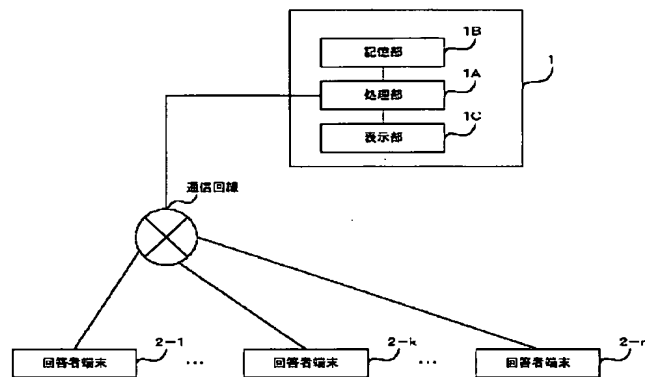 1B
記憶部
1
1A
処理部
1C
表示部
通信回線
2-1
2-k
2-n
回答者端末
...
回答者端末
...
回答者端末